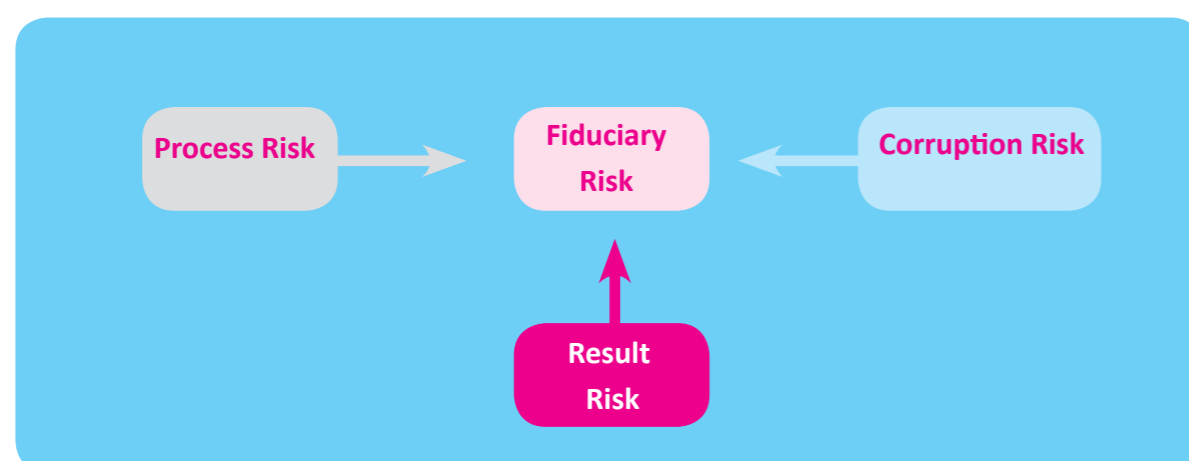 Process Risk
Fiduciary
Risk
Corruption Risk
Result
Risk